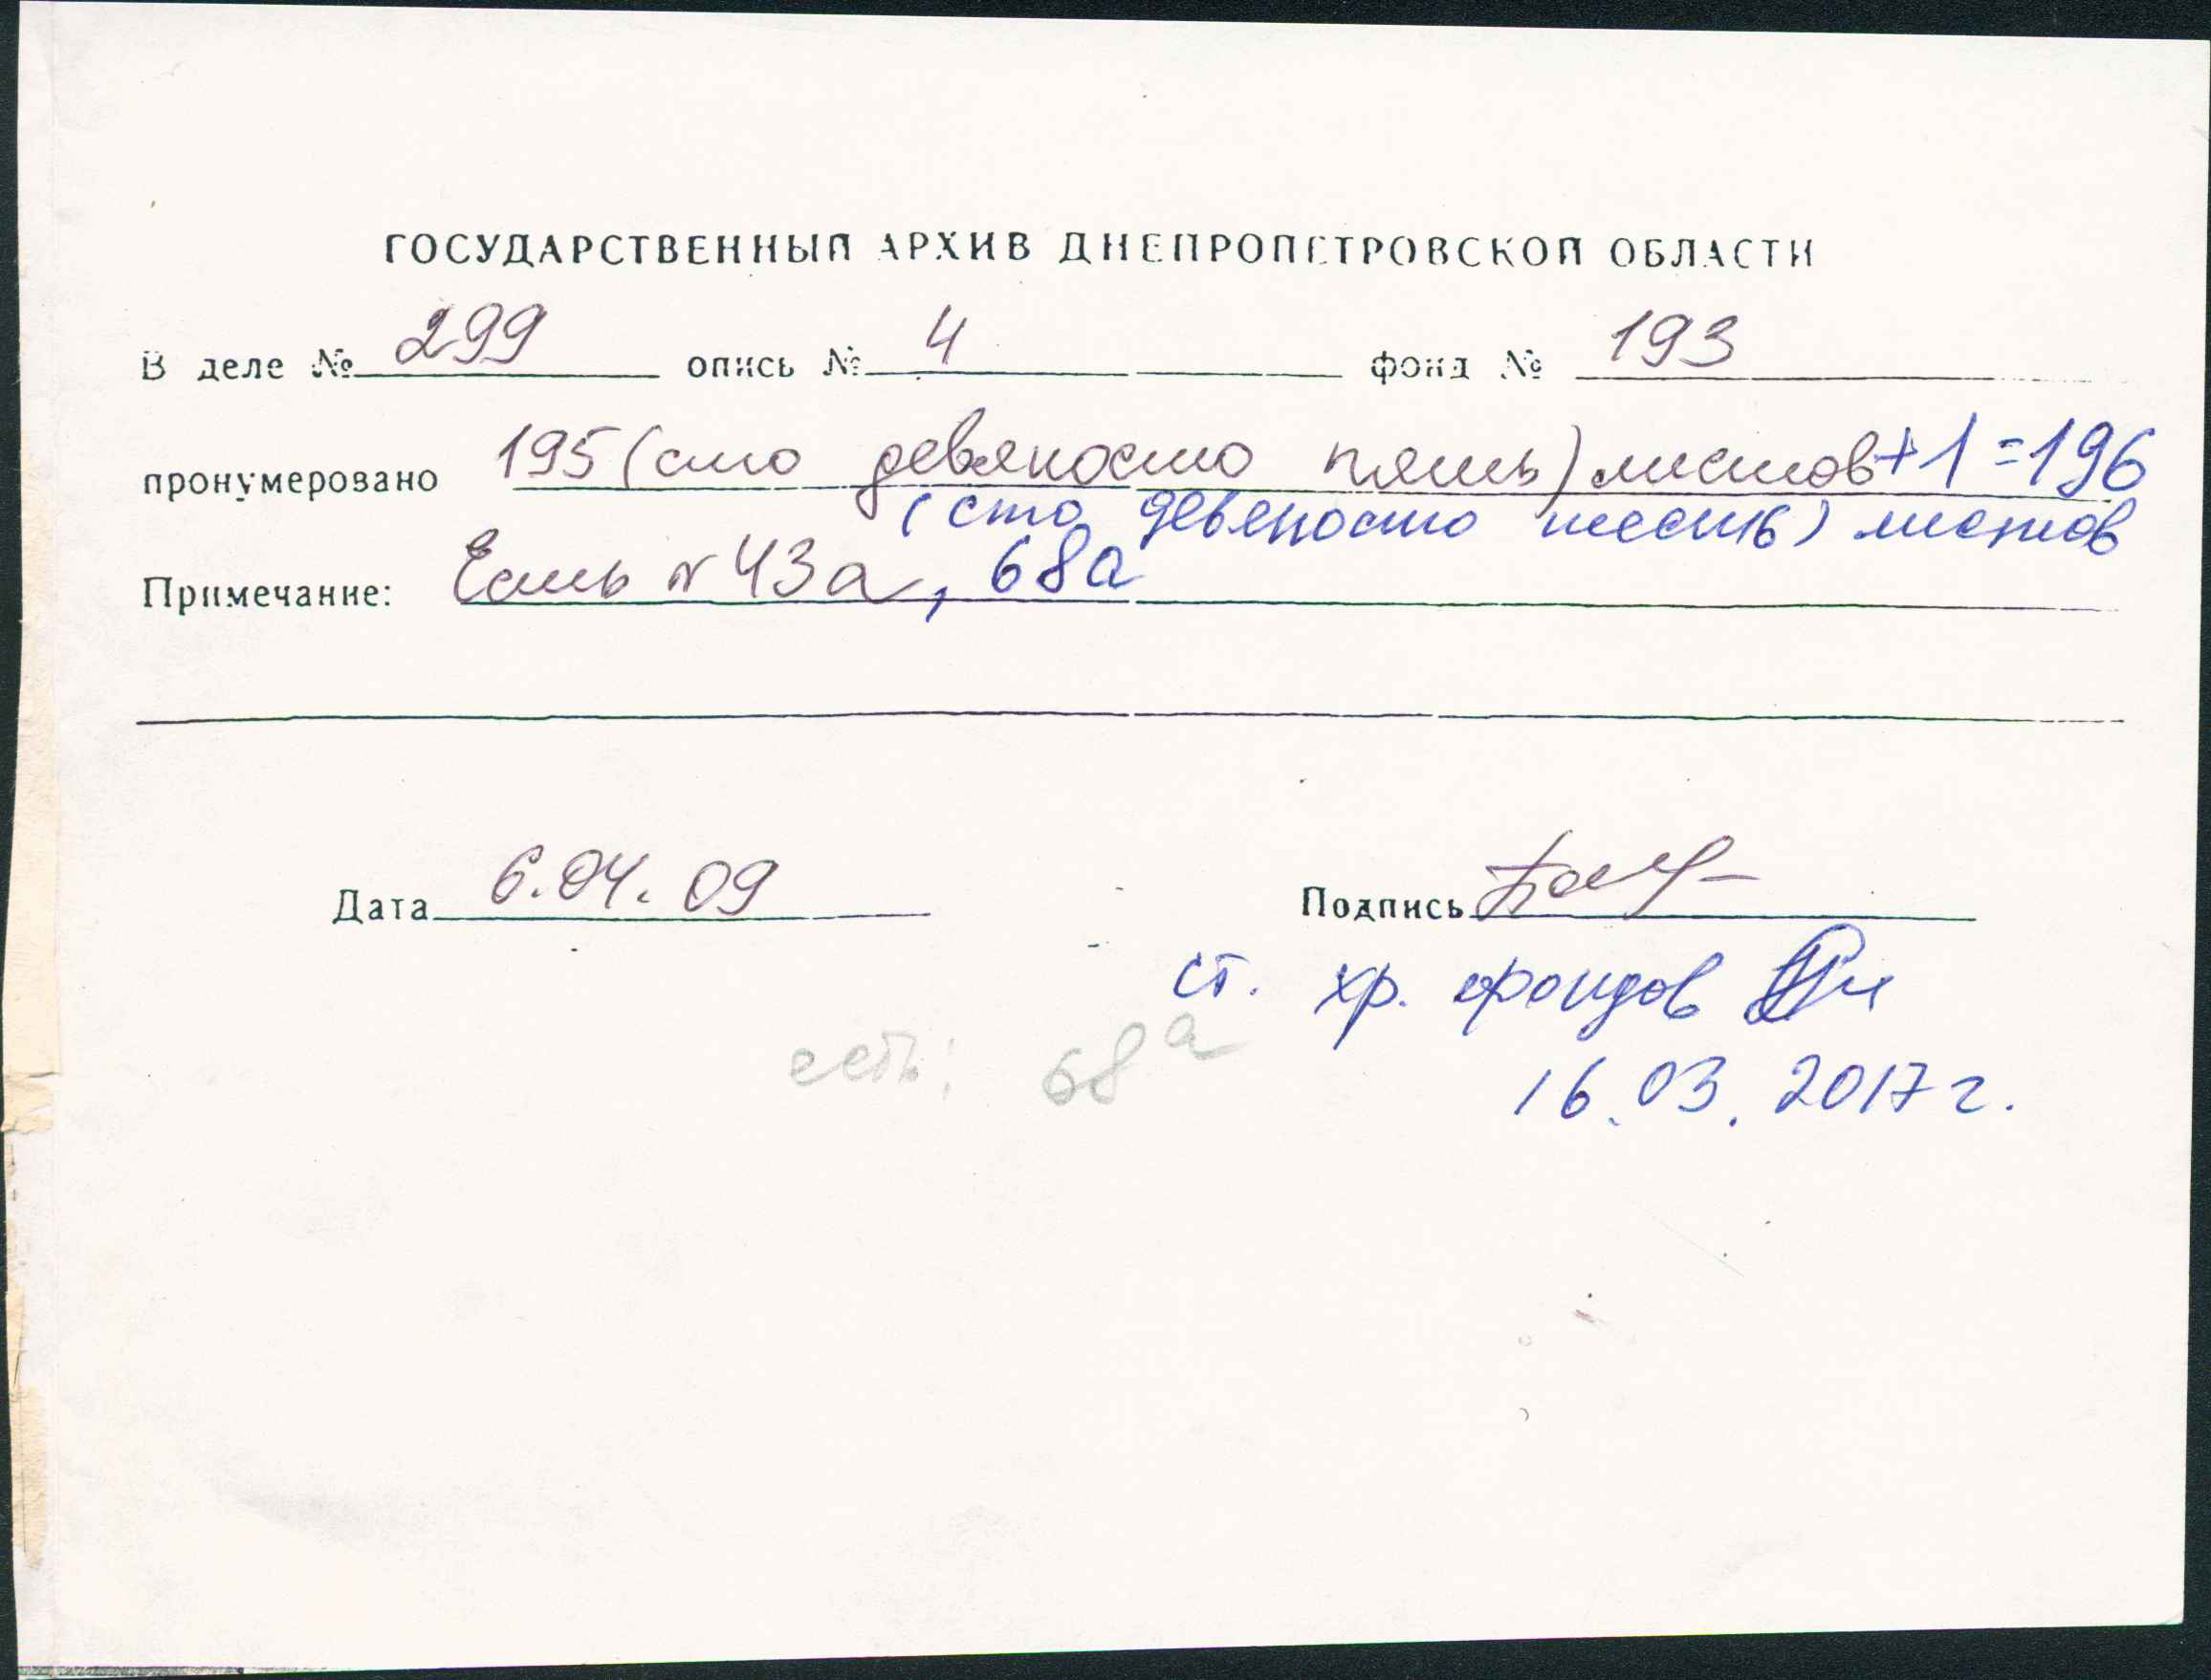 ГОСУДАРСТВЕННЫЙ АРХИВ ДНЕПРОПЕТРОВСКОЙ ОБЛАСТИ
В деле № 299 опись № 4 фонд № 193
пронумеровано 195 (сто девяносто пять) листов +1=196
(сто девяносто шесть) листов
Примечание: Есть № 43а, 68а
Дата 6.04.09 Подпись
ст. хр. фондов
есть: 68а
16.03.2017 г.